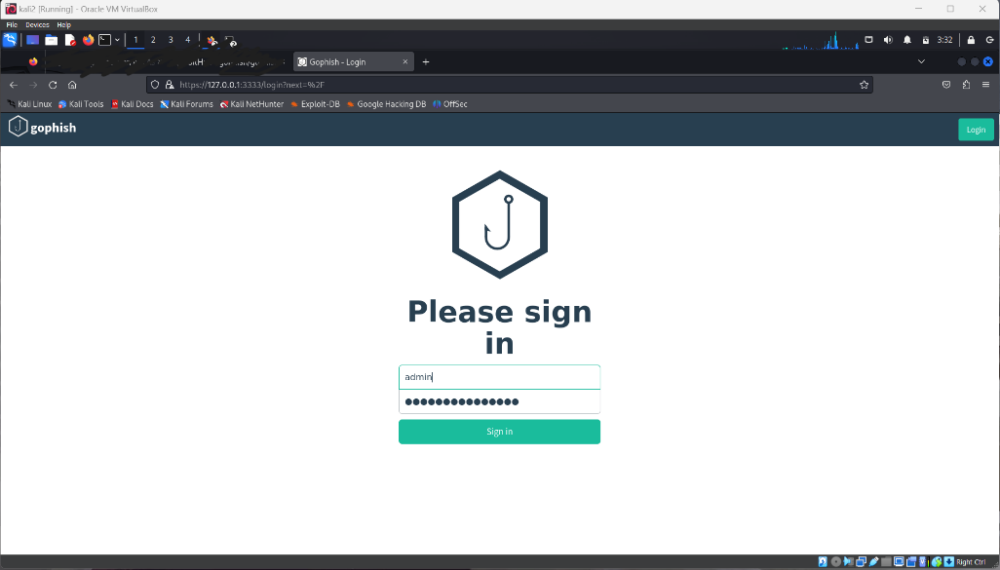 kali2 [Running] - Oracle VM VirtualBox
File Devices Help
1 2 3 4 3:32
Gophish - Login
https://127.0.0.1:3333/login?next=%2F
Kali Linux Kali Tools Kali Docs Kali Forums Kali NetHunter Exploit-DB Google Hacking DB OffSec
gophish Login
Please sign
in
admin
Sign in
Right Ctrl